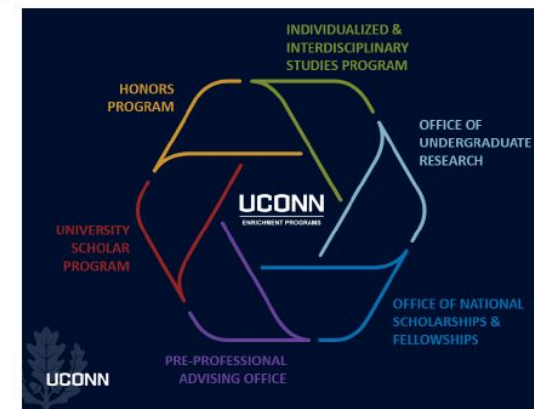 INDIVIDUALIZED &
INTERDISCIPLINARY
STUDIES PROGRAM
HONORS
PROGRAM
OFFICE OF
UNDERGRADUATE
RESEARCH
UCONN
ENRICHMENT PROGRAMS
UNIVERSITY
SCHOLAR
PROGRAM
OFFICE OF NATIONAL
SCHOLARSHIPS &
FELLOWSHIPS
PRE-PROFESSIONAL
ADVISING OFFICE
UCONN